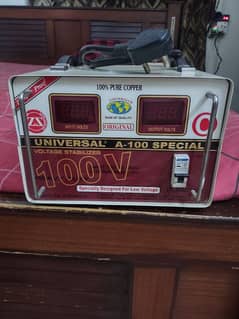 100% PURE COPPER
INPUT VOLTS
ORIGINAL
OUTPUT VOLTS
ZS
UNIVERSAL A-100 SPECIAL
VOLTAGE STABILIZER
100V
Specially Designed For Low Voltage